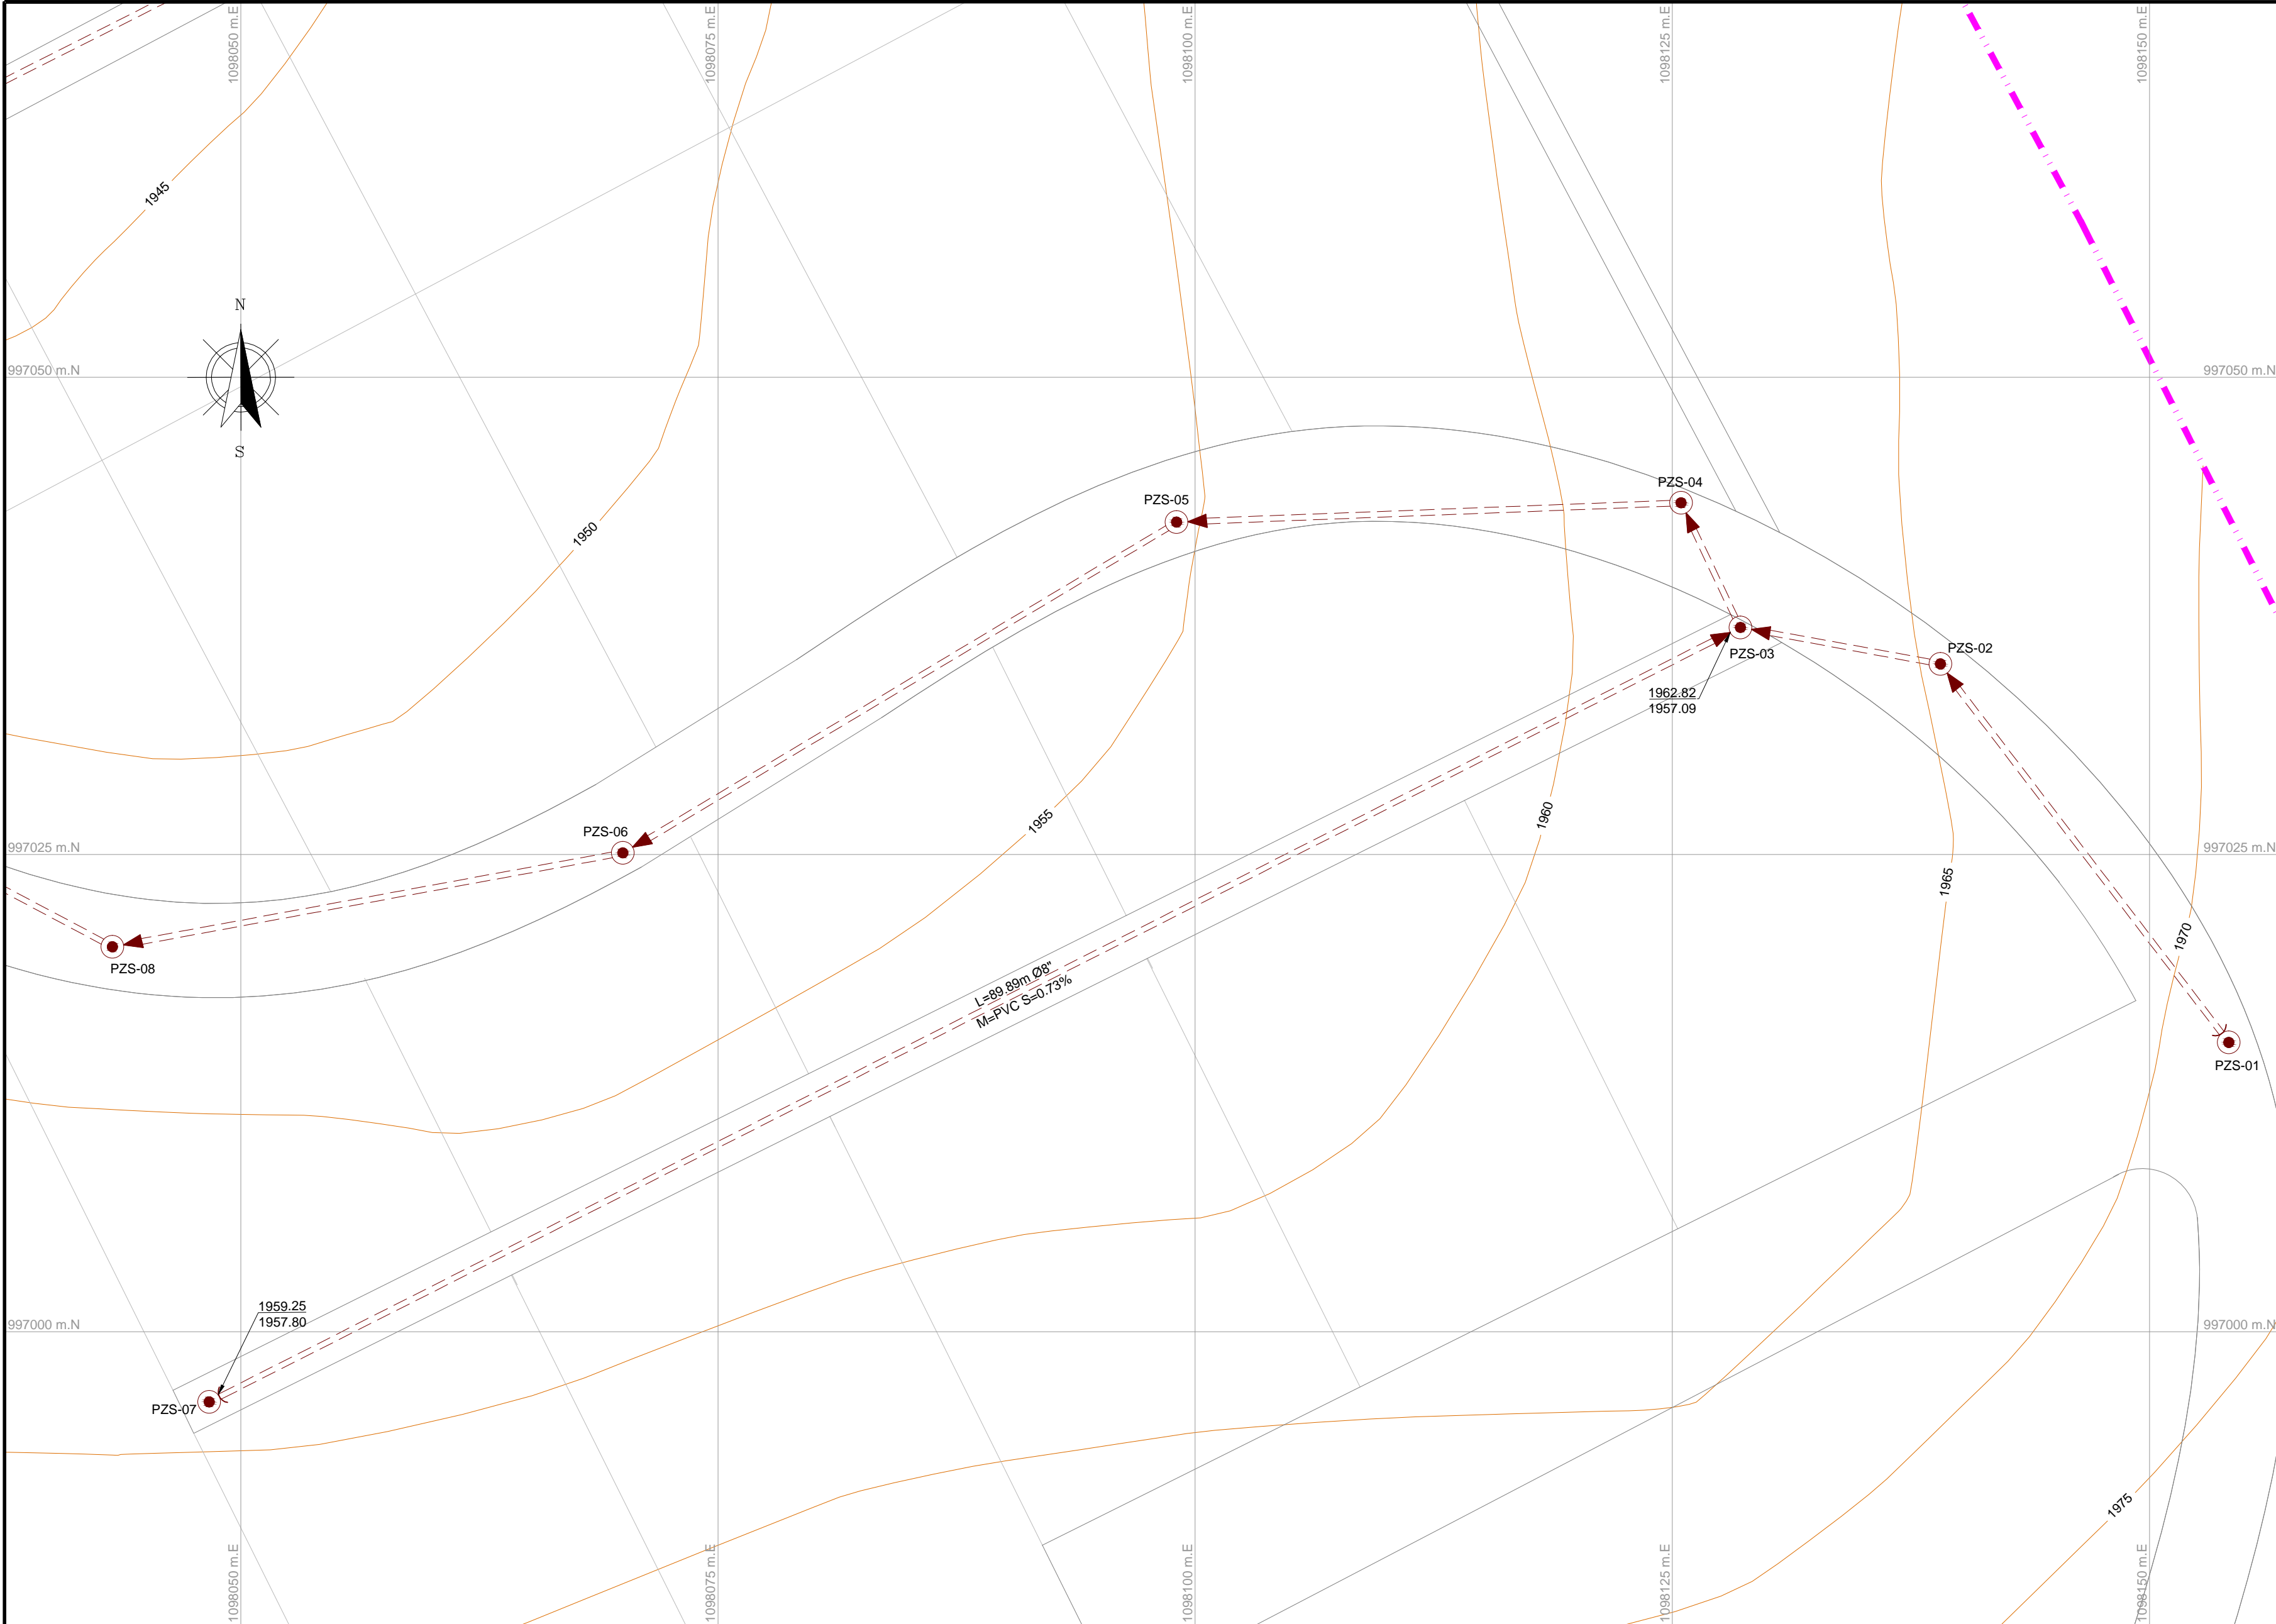 1098050 m.E
1098075 m.E
1098100 m.E
1098125 m.E
1098150 m.E
1945
N
997050 m.N
997050 m.N
S
PZS-04
PZS-05
1950
PZS-02
PZS-03
1962.82
1957.09
1960
1955
PZS-06
997025 m.N
997025 m.N
1965
1970
PZS-08
L=89.89m Ø8"
M=PVC S=0.73%
PZS-01
1959.25
1957.80
997000 m.N
997000 m.N
PZS-07
1975
1098050 m.E
1098075 m.E
1098100 m.E
1098125 m.E
1098150 m.E